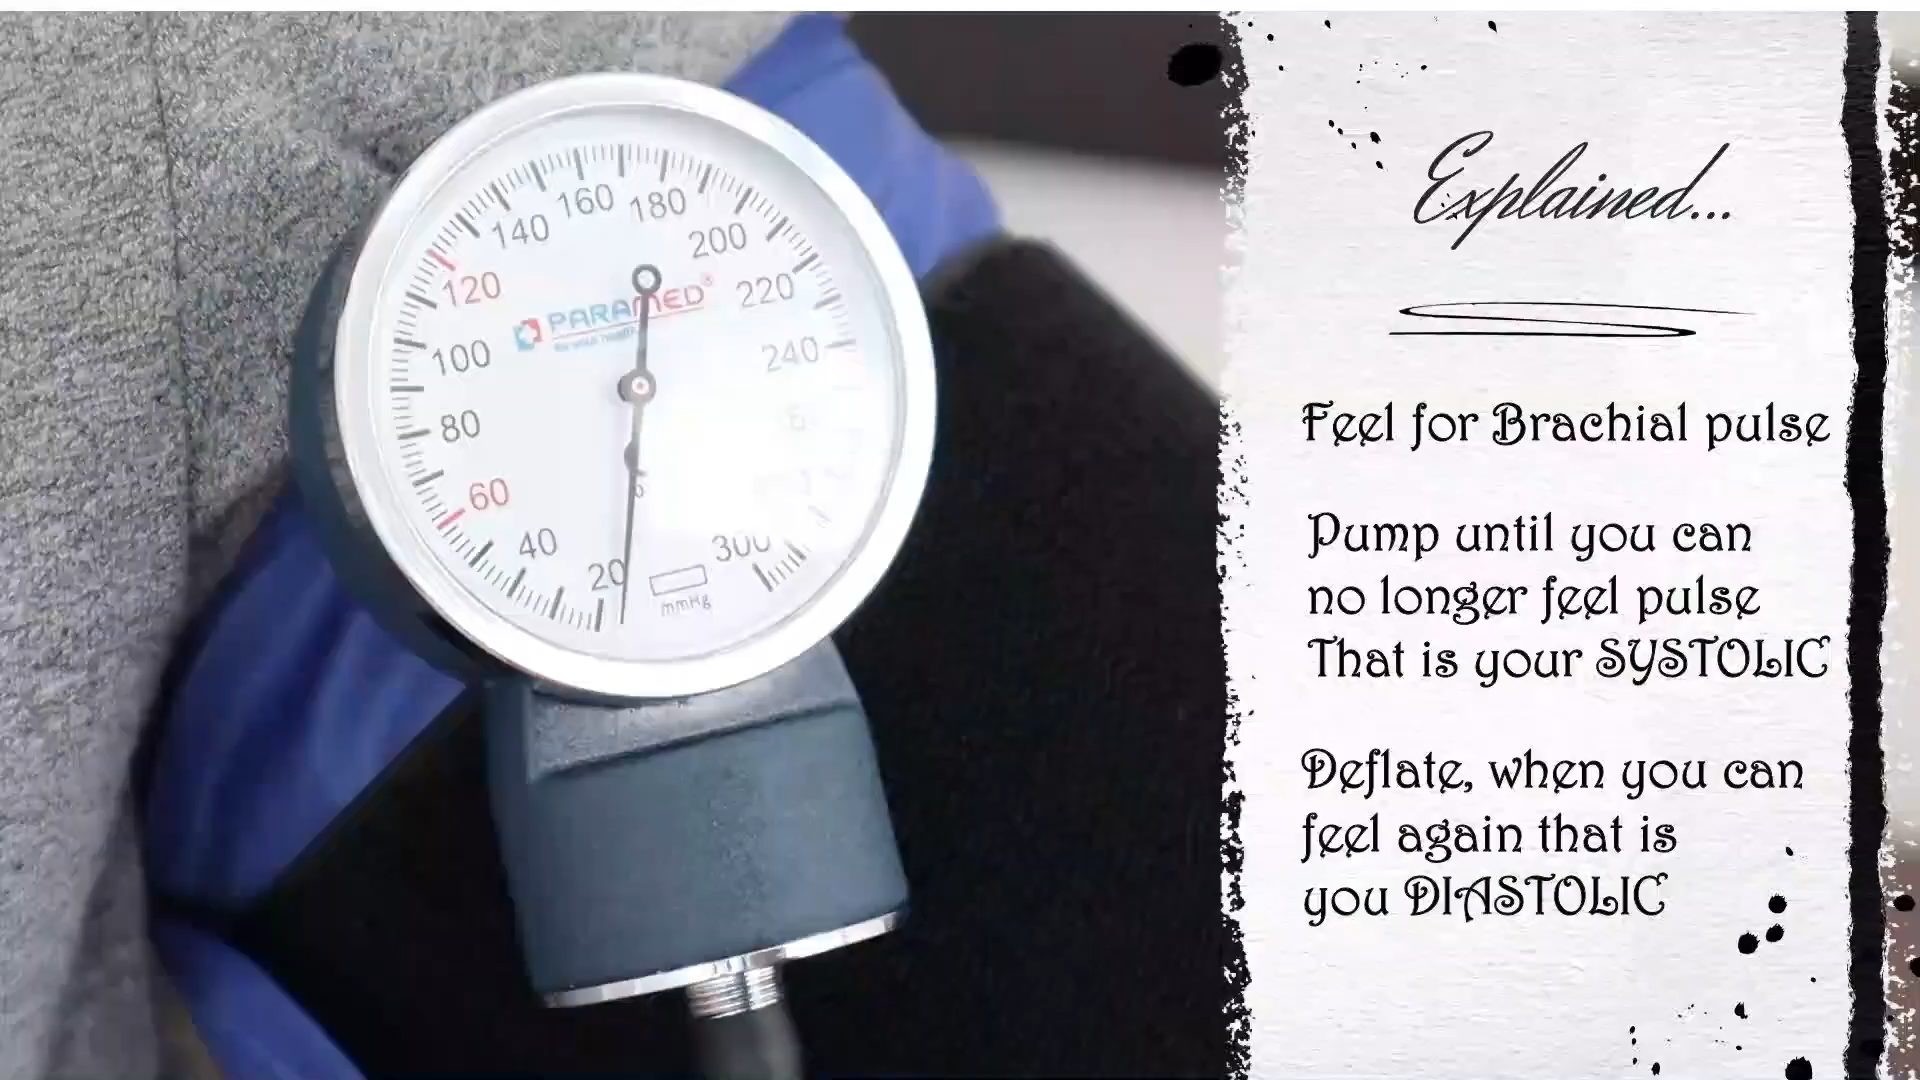 160
180
140
200
120
PARAMED®
220
100
240
80
60
40
300
20
mmHg
Explained...
Feel for Brachial pulse
Pump until you can
no longer feel pulse
That is your SYSTOLIC
Deflate, when you can
feel again that is
you DIASTOLIC